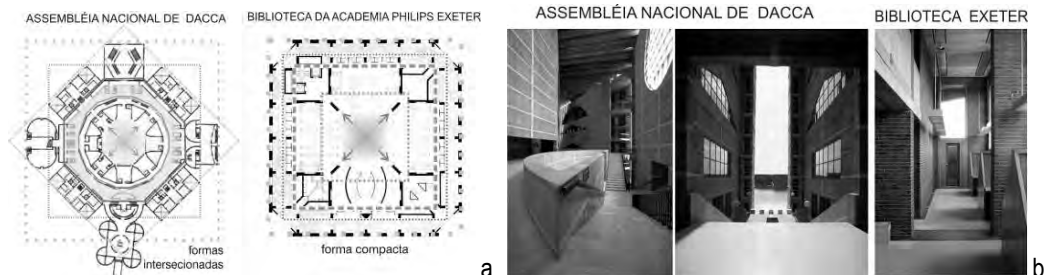 ASSEMBLÉIA NACIONAL DE DACCA
BIBLIOTECA DA ACADEMIA PHILIPS EXETER
formas
intersecionadas
forma compacta
a
ASSEMBLÉIA NACIONAL DE DACCA
BIBLIOTECA EXETER
b